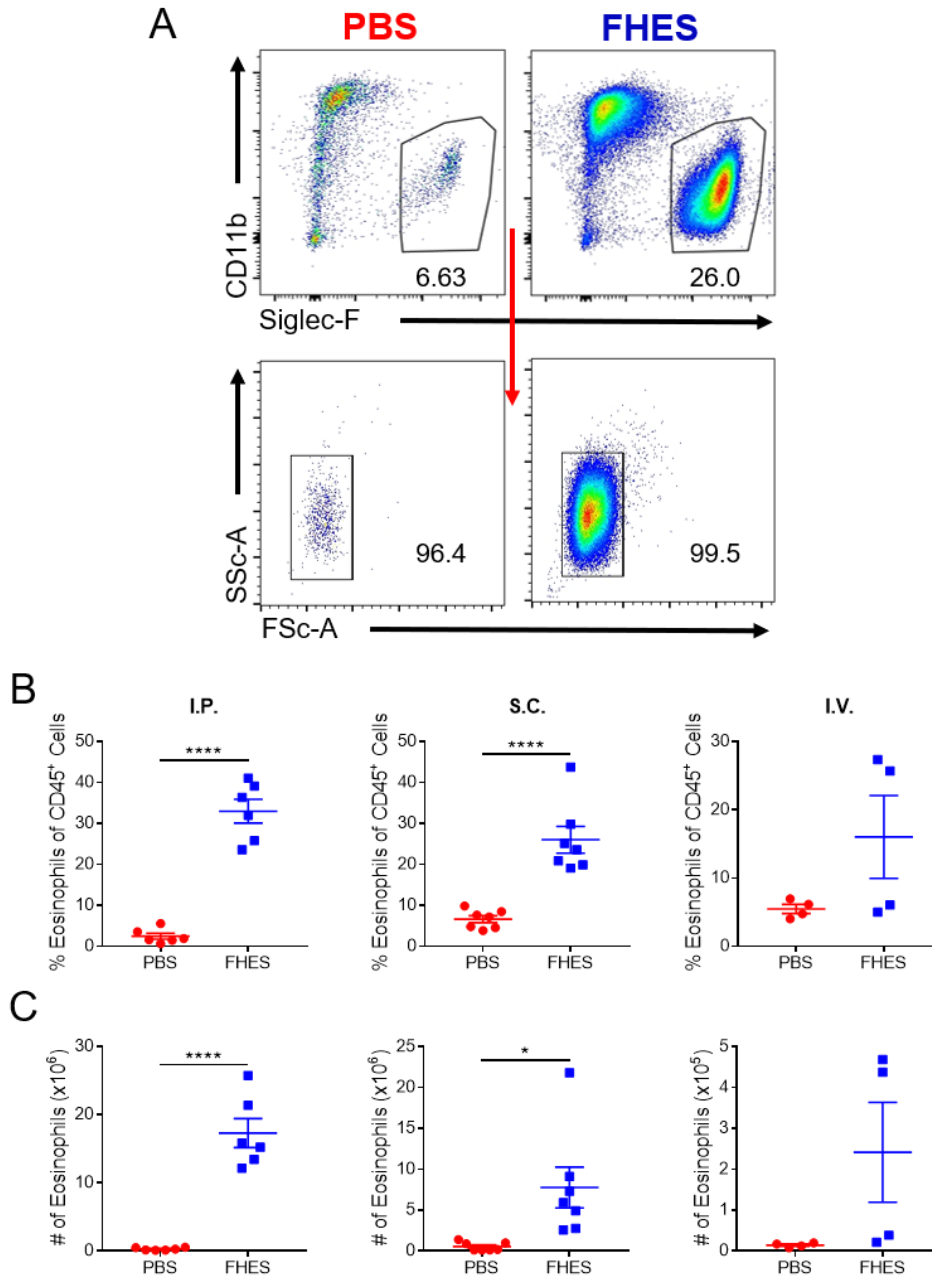 A
PBS
FHES
CD11b
6.63
26.0
Siglec-F
SSc-A
96.4
99.5
FSc-A
B
I.P.
S.C.
I.V.
% Eosinophils of CD45⁺ Cells
50
40
30
20
10
0
****
PBS
FHES
% Eosinophils of CD45⁺ Cells
50
40
30
20
10
0
****
PBS
FHES
% Eosinophils of CD45⁺ Cells
30
20
10
0
PBS
FHES
C
# of Eosinophils (x10⁶)
30
20
10
0
****
PBS
FHES
# of Eosinophils (x10⁶)
25
20
15
10
5
0
*
PBS
FHES
# of Eosinophils (x10⁵)
5
4
3
2
1
0
PBS
FHES